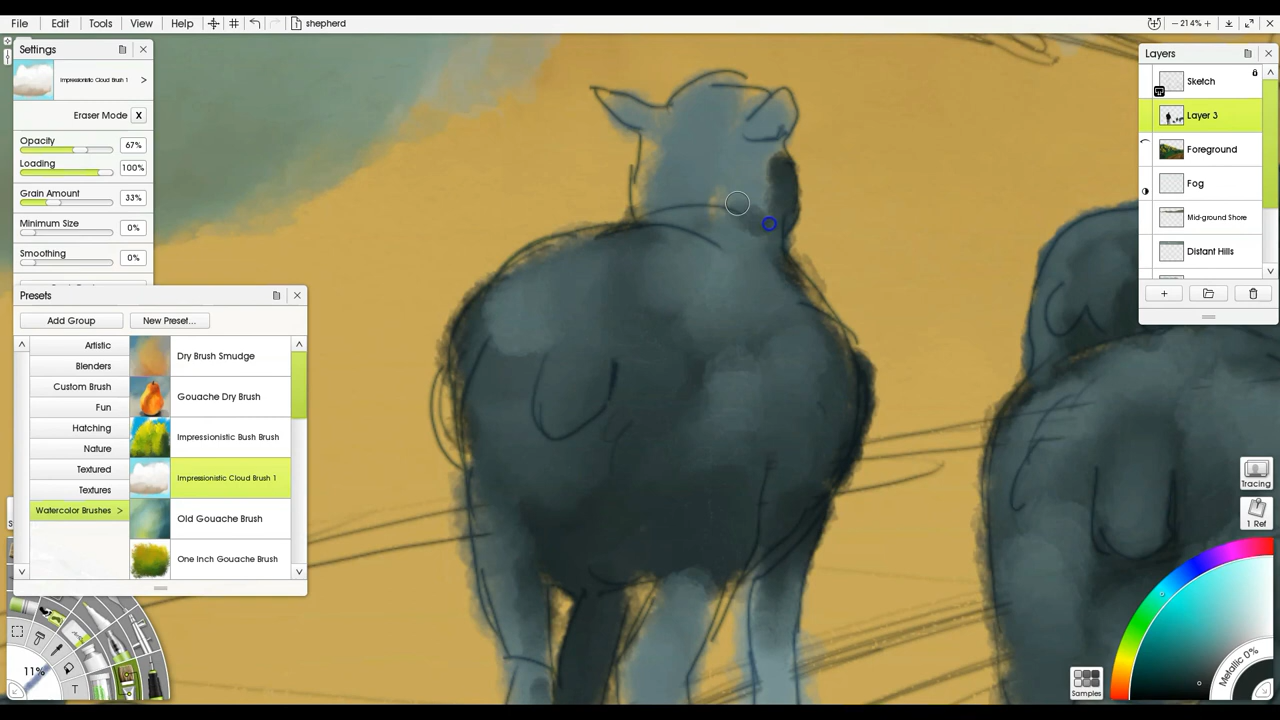 File Edit Tools View Help shepherd 214%
Settings
Impressionistic Cloud Brush 1 >
Eraser Mode X
Opacity 67%
Loading 100%
Grain Amount 33%
Minimum Size 0%
Smoothing 0%
Presets
Add Group New Preset...
Artistic
Blenders
Custom Brush
Fun
Hatching
Nature
Textured
Textures
Watercolor Brushes >
Dry Brush Smudge
Gouache Dry Brush
Impressionistic Bush Brush
Impressionistic Cloud Brush 1
Old Gouache Brush
One Inch Gouache Brush
11%
T
Layers
Sketch
Layer 3
Foreground
Fog
Mid-ground Shore
Distant Hills
Tracing
1 Ref
Samples
Metallic 0%